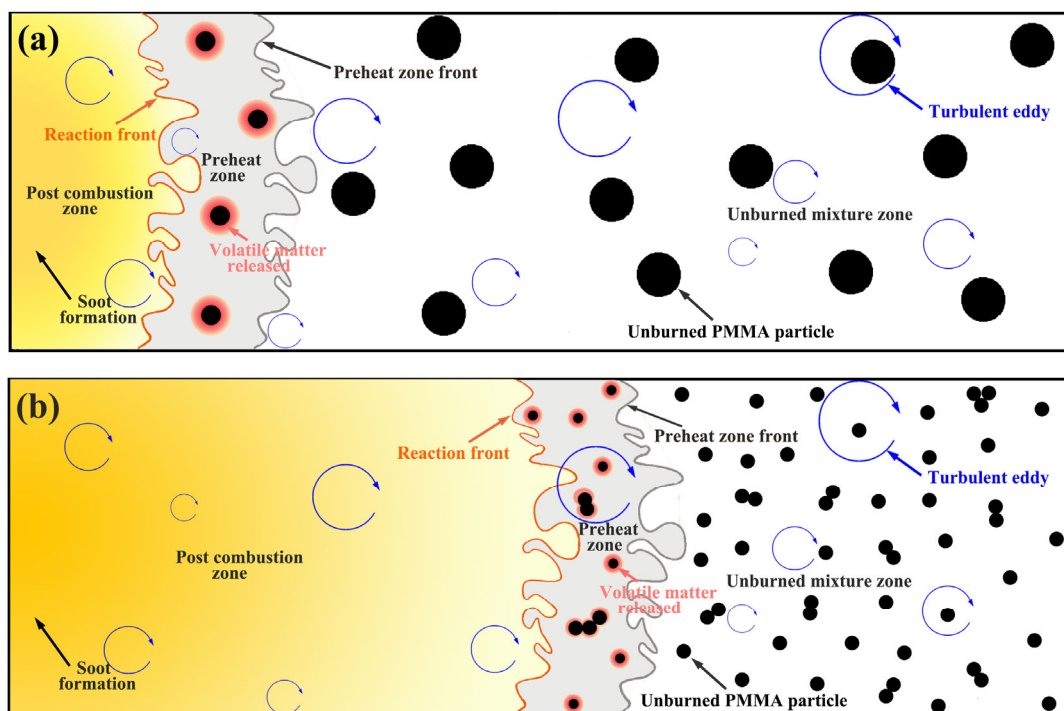 (a)
Preheat zone front
Turbulent eddy
Reaction front
Preheat
zone
Post combustion
zone
Unburned mixture zone
Volatile matter
released
Soot
formation
Unburned PMMA particle
(b)
Preheat zone front
Reaction front
Turbulent eddy
Preheat
zone
Post combustion
zone
Unburned mixture zone
Volatile matter
released
Soot
formation
Unburned PMMA particle